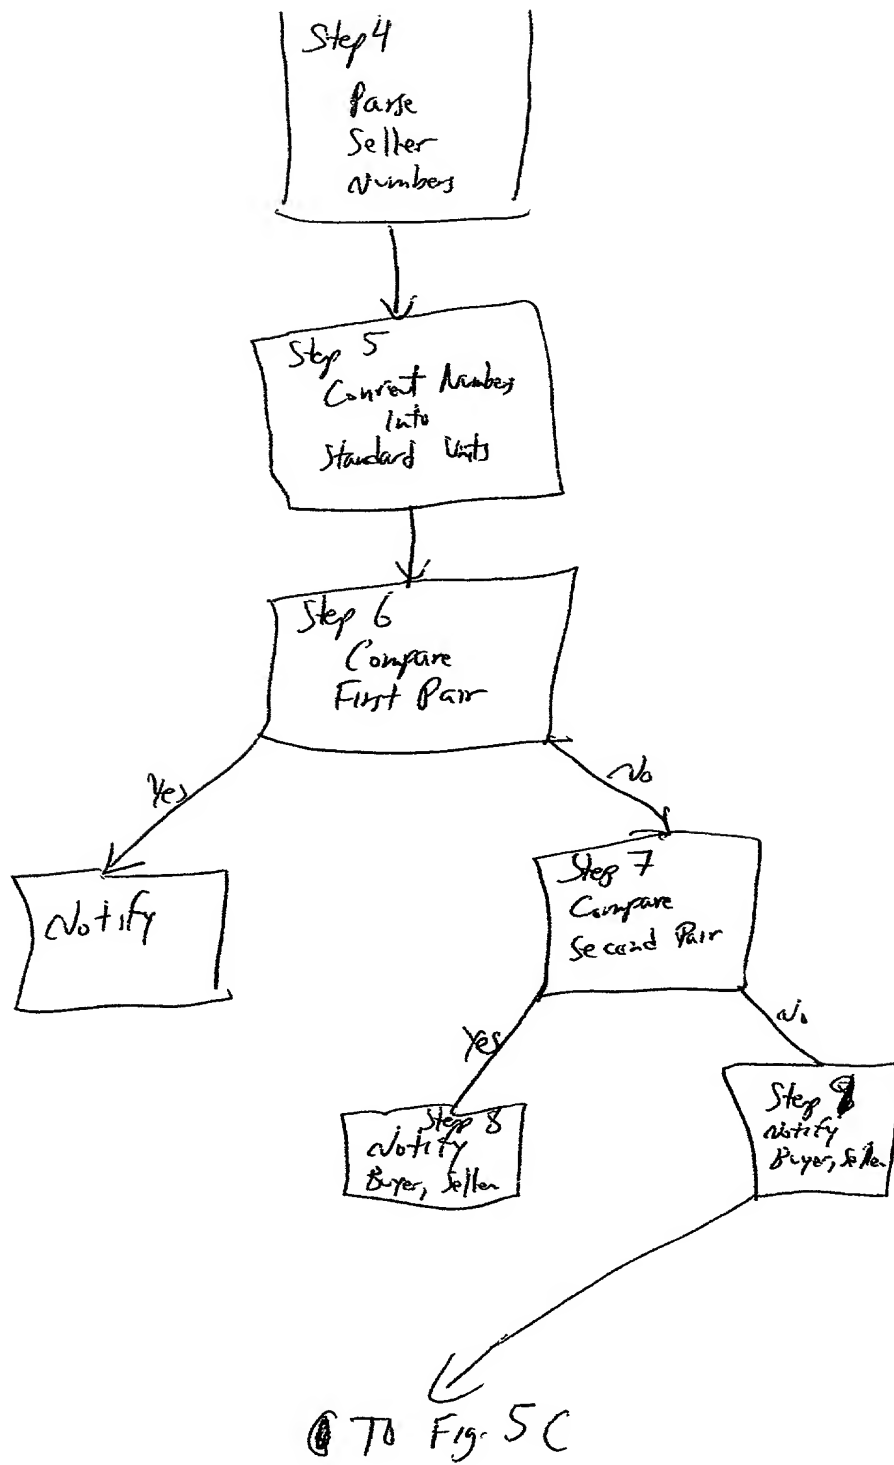 Step 4
Parse
Seller
Numbers
Step 5
Convert Numbers
Into
Standard Units
Step 6
Compare
First Pair
Yes
No
Notify
Step 7
Compare
Second Pair
Yes
No
Step 8
Notify
Buyer, Seller
Step 9
Notify
Buyer, Seller
To Fig. 5C